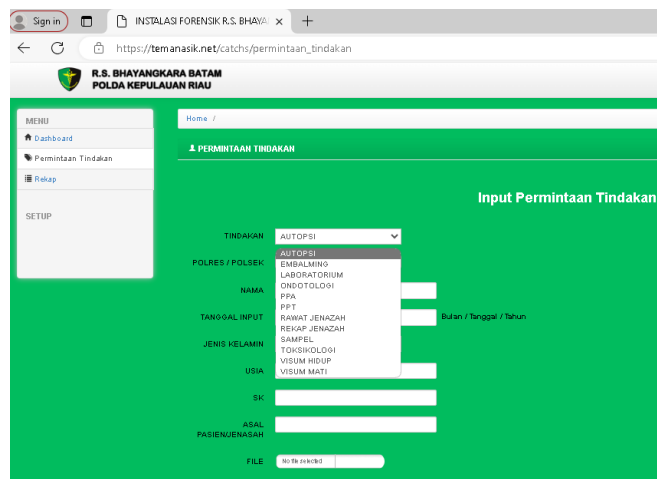 Sign in
INSTALASI FORENSIK R.S. BHAYA
https://temanasik.net/catchs/permintaan_tindakan
R.S. BHAYANGKARA BATAM
POLDA KEPULAUAN RIAU
MENU
Dashboard
Permintaan Tindakan
Rekap
SETUP
Home /
PERMINTAAN TINDAKAN
Input Permintaan Tindakan
TINDAKAN
AUTOPSI
AUTOPSI
EMBALMING
LABORATORIUM
ONDOTOLOGI
PPA
PPT
RAWAT JENAZAH
REKAP JENAZAH
SAMPEL
TOKSIKOLOGI
VISUM HIDUP
VISUM MATI
POLRES / POLSEK
NAMA
TANGGAL INPUT
Bulan / Tanggal / Tahun
JENIS KELAMIN
USIA
SK
ASAL
PASIEN/JENASAH
FILE
No file selected